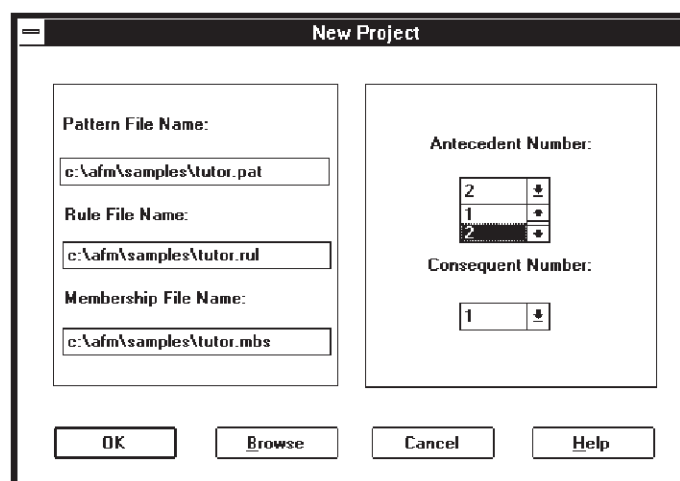 New Project
Pattern File Name:
c:\afm\samples\tutor.pat
Rule File Name:
c:\afm\samples\tutor.rul
Membership File Name:
c:\afm\samples\tutor.mbs
Antecedent Number:
2
1
2
Consequent Number:
1
OK
Browse
Cancel
Help